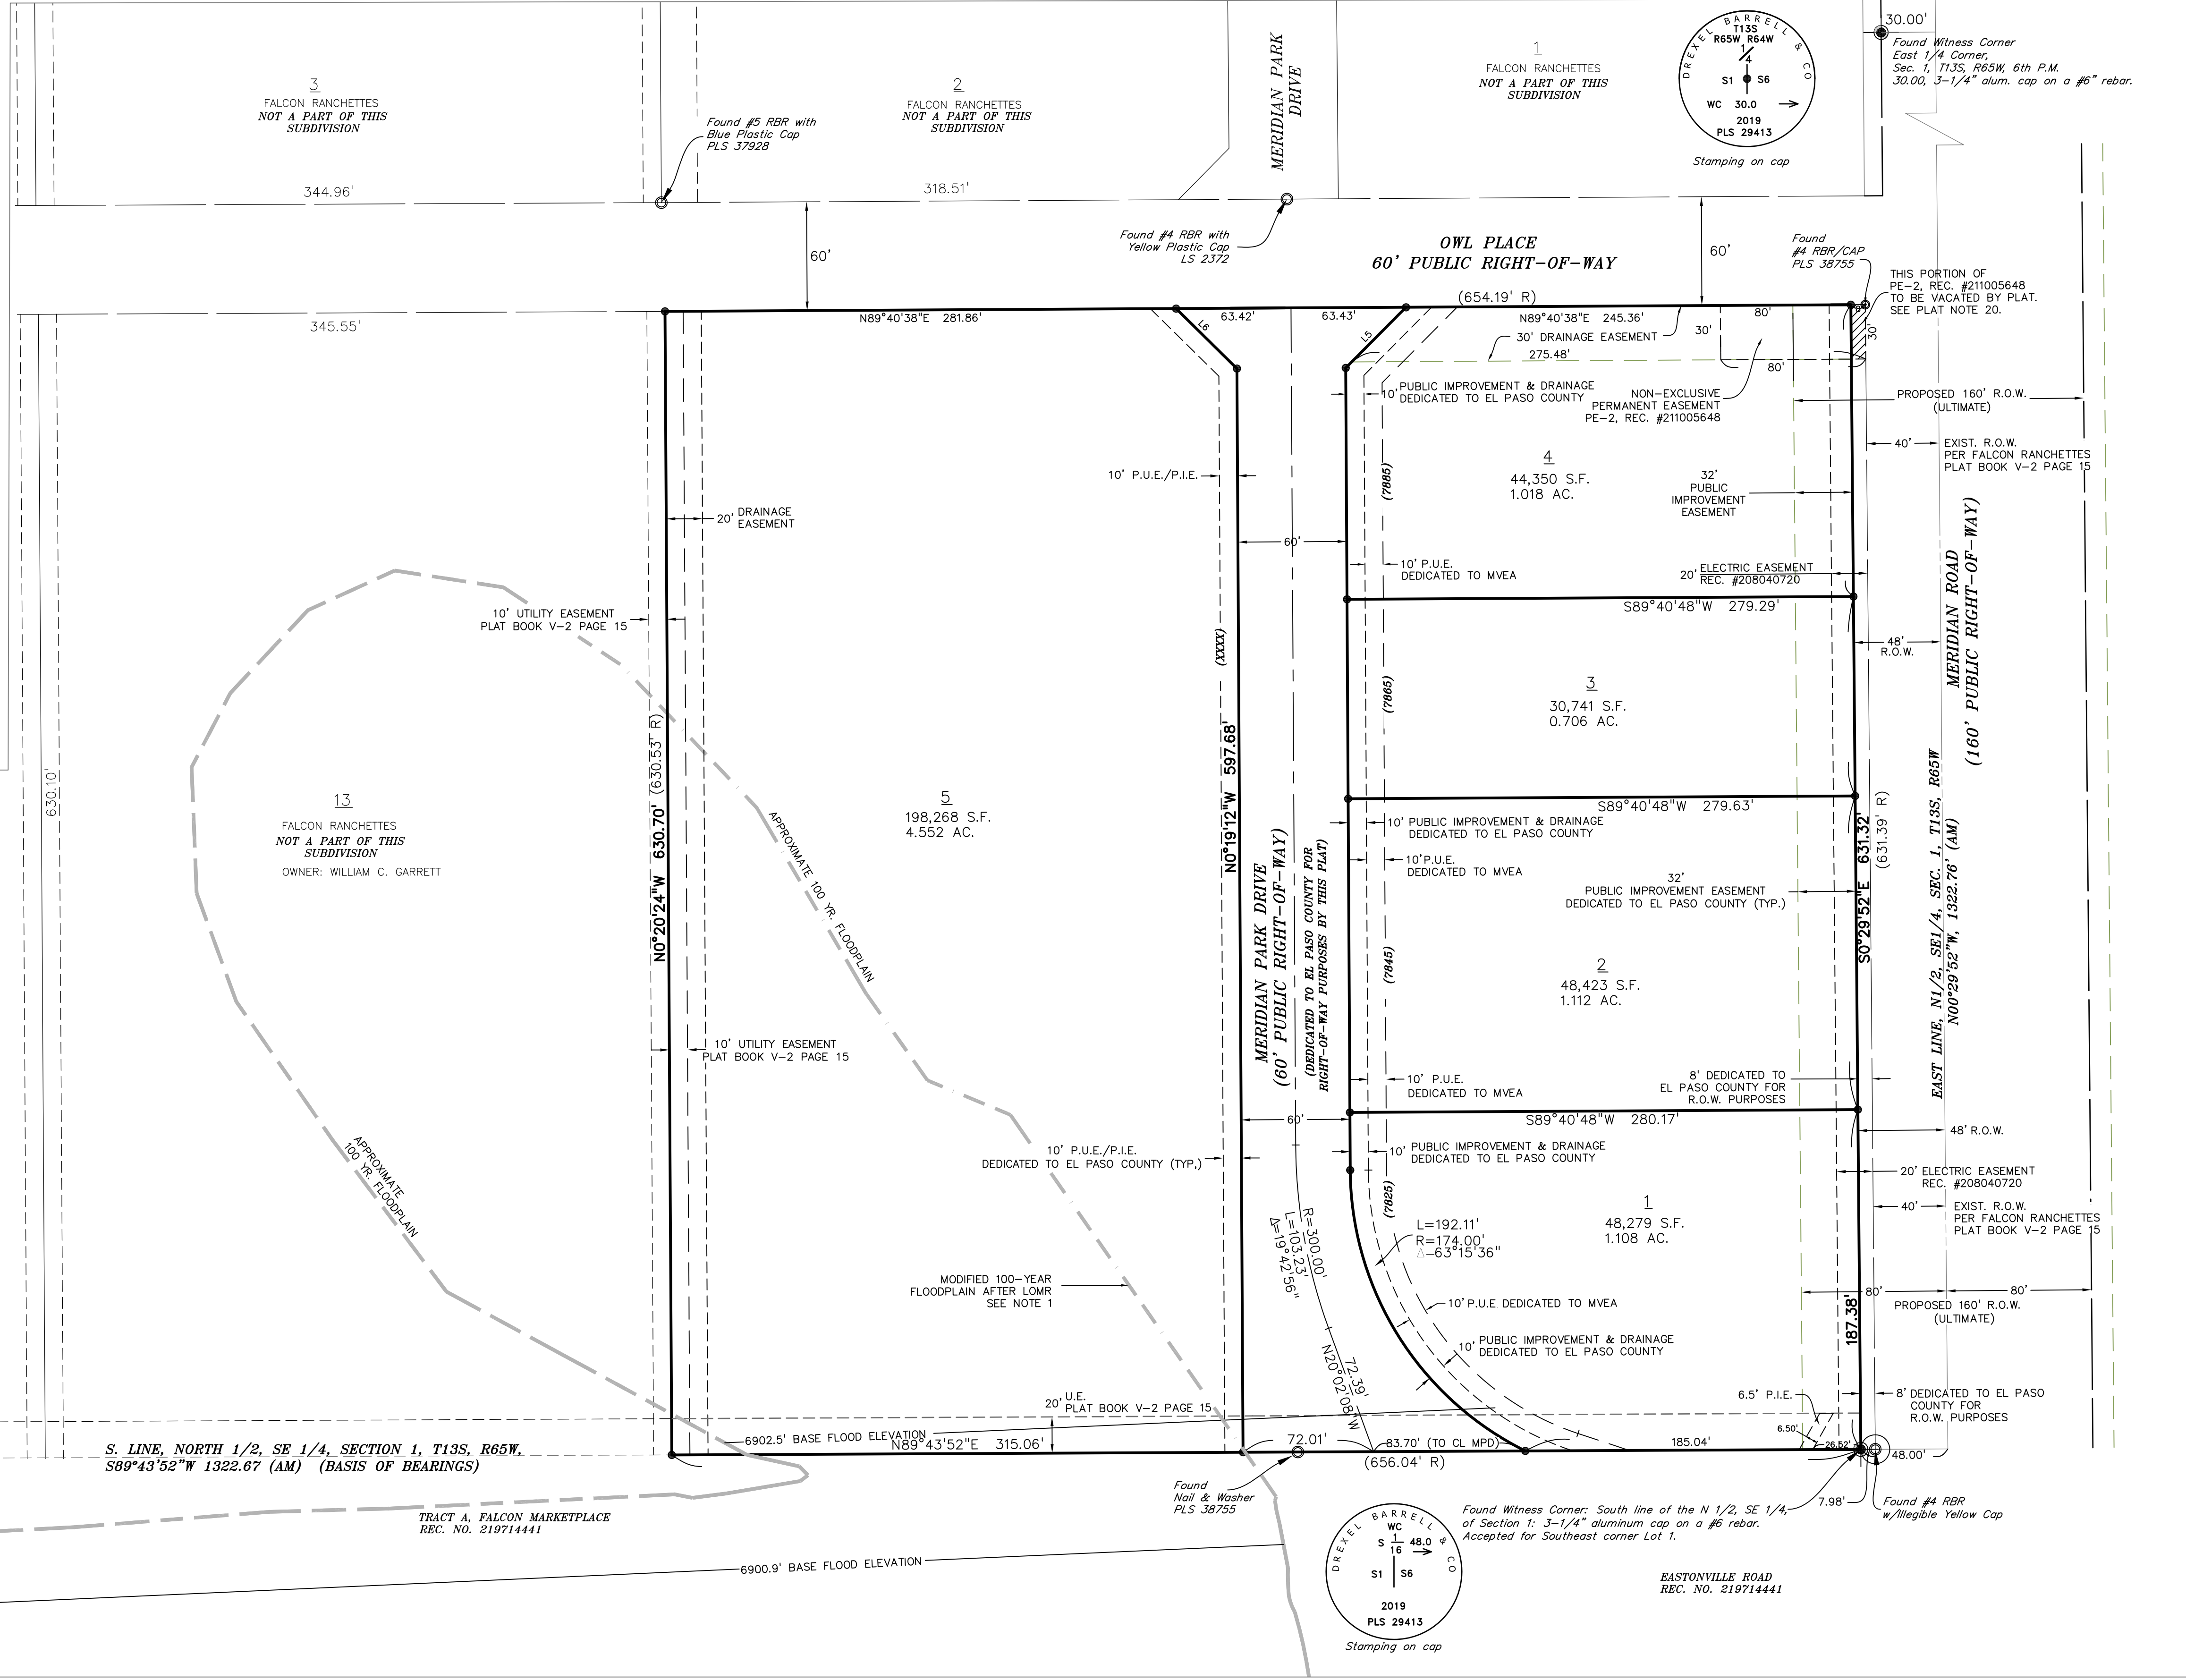 3
FALCON RANCHETTES
NOT A PART OF THIS
SUBDIVISION
344.96'
Found #5 RBR with
Blue Plastic Cap
PLS 37928
2
FALCON RANCHETTES
NOT A PART OF THIS
SUBDIVISION
318.51'
MERIDIAN PARK
DRIVE
1
FALCON RANCHETTES
NOT A PART OF THIS
SUBDIVISION
DREXEL BARRELL & CO
T13S
R65W R64W
1/4
S1 S6
WC 30.0
2019
PLS 29413
Stamping on cap
30.00'
Found Witness Corner
East 1/4 Corner,
Sec. 1, T13S, R65W, 6th P.M.
30.00, 3-1/4" alum. cap on a #6" rebar.
Found #4 RBR with
Yellow Plastic Cap
LS 2372
60'
OWL PLACE
60' PUBLIC RIGHT-OF-WAY
60'
Found
#4 RBR/CAP
PLS 38755
THIS PORTION OF
PE-2, REC. #211005648
TO BE VACATED BY PLAT.
SEE PLAT NOTE 20.
345.55'
(654.19' R)
N89°40'38"E 281.86'
63.42'
63.43'
N89°40'38"E 245.36'
80'
30'
30'
L6
L5
30' DRAINAGE EASEMENT
275.48'
80'
10' PUBLIC IMPROVEMENT & DRAINAGE
DEDICATED TO EL PASO COUNTY
NON-EXCLUSIVE
PERMANENT EASEMENT
PE-2, REC. #211005648
PROPOSED 160' R.O.W.
(ULTIMATE)
40'
EXIST. R.O.W.
PER FALCON RANCHETTES
PLAT BOOK V-2 PAGE 15
10' P.U.E./P.I.E.
(7885)
4
44,350 S.F.
1.018 AC.
32'
PUBLIC
IMPROVEMENT
EASEMENT
20' DRAINAGE
EASEMENT
60'
10' P.U.E.
DEDICATED TO MVEA
20' ELECTRIC EASEMENT
REC. #208040720
S89°40'48"W 279.29'
10' UTILITY EASEMENT
PLAT BOOK V-2 PAGE 15
48'
R.O.W.
MERIDIAN ROAD
(160' PUBLIC RIGHT-OF-WAY)
(XXXX)
(7865)
3
30,741 S.F.
0.706 AC.
N0°20'24"W 630.70' (630.53' R)
N0°19'12"W 597.68'
630.10'
13
FALCON RANCHETTES
NOT A PART OF THIS
SUBDIVISION
OWNER: WILLIAM C. GARRETT
5
198,268 S.F.
4.552 AC.
APPROXIMATE 100 YR. FLOODPLAIN
S89°40'48"W 279.63'
10' PUBLIC IMPROVEMENT & DRAINAGE
DEDICATED TO EL PASO COUNTY
10' P.U.E.
DEDICATED TO MVEA
32'
PUBLIC IMPROVEMENT EASEMENT
DEDICATED TO EL PASO COUNTY (TYP.)
S0°29'52"E 631.32'
(631.39' R)
EAST LINE, N1/2, SE1/4, SEC. 1, T13S, R65W
N00°29'52"W, 1322.76' (AM)
MERIDIAN PARK DRIVE
(60' PUBLIC RIGHT-OF-WAY)
(DEDICATED TO EL PASO COUNTY FOR
RIGHT-OF-WAY PURPOSES BY THIS PLAT)
(7845)
2
48,423 S.F.
1.112 AC.
10' UTILITY EASEMENT
PLAT BOOK V-2 PAGE 15
10' P.U.E.
DEDICATED TO MVEA
8' DEDICATED TO
EL PASO COUNTY FOR
R.O.W. PURPOSES
60'
S89°40'48"W 280.17'
48' R.O.W.
10' P.U.E./P.I.E.
DEDICATED TO EL PASO COUNTY (TYP,)
10' PUBLIC IMPROVEMENT & DRAINAGE
DEDICATED TO EL PASO COUNTY
20' ELECTRIC EASEMENT
REC. #208040720
APPROXIMATE
100 YR. FLOODPLAIN
(7825)
1
48,279 S.F.
1.108 AC.
40'
EXIST. R.O.W.
PER FALCON RANCHETTES
PLAT BOOK V-2 PAGE 15
R=300.00'
L=103.23'
Δ=19°42'56"
L=192.11'
R=174.00'
Δ=63°15'36"
MODIFIED 100-YEAR
FLOODPLAIN AFTER LOMR
SEE NOTE 1
10' P.U.E DEDICATED TO MVEA
187.38'
80'
80'
PROPOSED 160' R.O.W.
(ULTIMATE)
10' PUBLIC IMPROVEMENT & DRAINAGE
DEDICATED TO EL PASO COUNTY
72.39'
N20°02'08"W
20' U.E.
PLAT BOOK V-2 PAGE 15
6.5' P.I.E.
8' DEDICATED TO EL PASO
COUNTY FOR
R.O.W. PURPOSES
6902.5' BASE FLOOD ELEVATION
N89°43'52"E 315.06'
72.01'
83.70' (TO CL MPD)
185.04'
6.50'
26.52'
48.00'
(656.04' R)
S. LINE, NORTH 1/2, SE 1/4, SECTION 1, T13S, R65W,
S89°43'52"W 1322.67 (AM) (BASIS OF BEARINGS)
Found
Nail & Washer
PLS 38755
7.98'
Found Witness Corner: South line of the N 1/2, SE 1/4,
of Section 1: 3-1/4" aluminum cap on a #6 rebar.
Accepted for Southeast corner Lot 1.
Found #4 RBR
w/Illegible Yellow Cap
TRACT A, FALCON MARKETPLACE
REC. NO. 219714441
DREXEL BARRELL & CO
WC
S 1/16 48.0
S1 S6
2019
PLS 29413
Stamping on cap
6900.9' BASE FLOOD ELEVATION
EASTONVILLE ROAD
REC. NO. 219714441